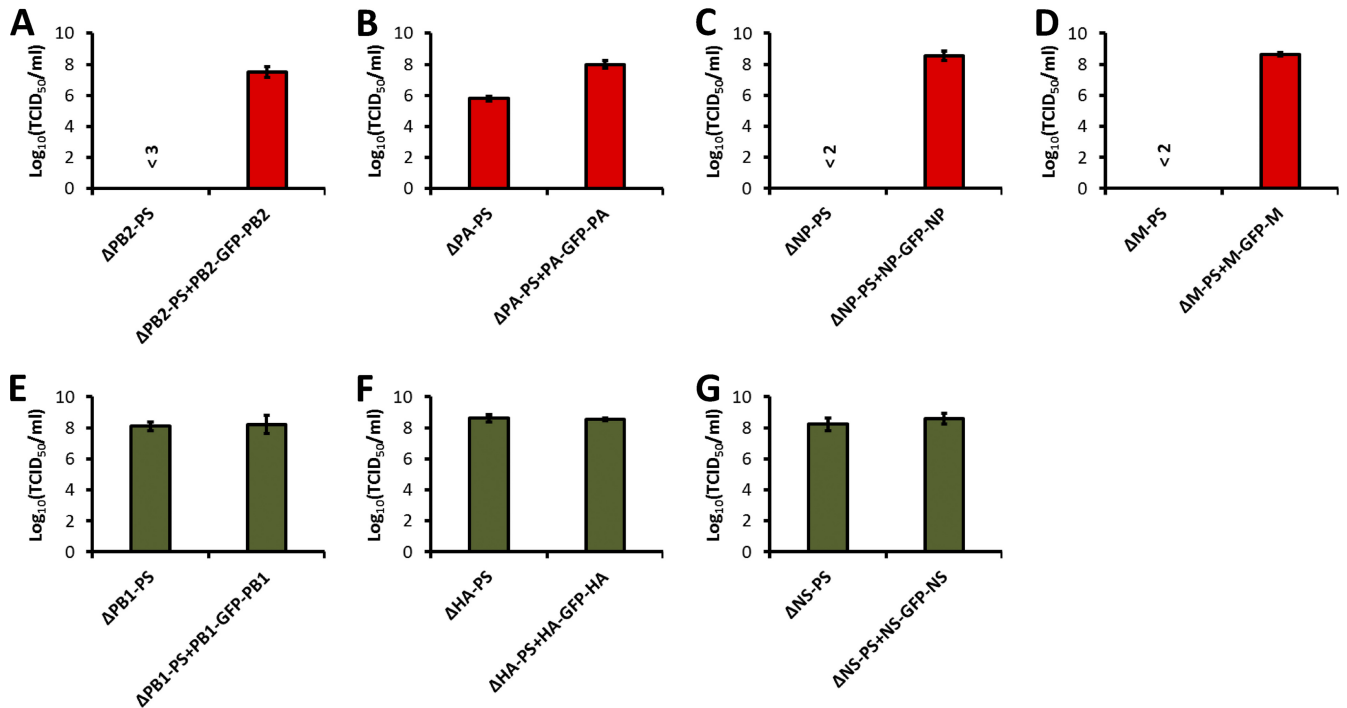 A
Log₁₀(TCID₅₀/ml)
10
8
6
4
2
0
< 3
ΔPB2-PS
ΔPB2-PS+PB2-GFP-PB2
B
Log₁₀(TCID₅₀/ml)
10
8
6
4
2
0
ΔPA-PS
ΔPA-PS+PA-GFP-PA
C
Log₁₀(TCID₅₀/ml)
10
8
6
4
2
0
< 2
ΔNP-PS
ΔNP-PS+NP-GFP-NP
D
Log₁₀(TCID₅₀/ml)
10
8
6
4
2
0
< 2
ΔM-PS
ΔM-PS+M-GFP-M
E
Log₁₀(TCID₅₀/ml)
10
8
6
4
2
0
ΔPB1-PS
ΔPB1-PS+PB1-GFP-PB1
F
Log₁₀(TCID₅₀/ml)
10
8
6
4
2
0
ΔHA-PS
ΔHA-PS+HA-GFP-HA
G
Log₁₀(TCID₅₀/ml)
10
8
6
4
2
0
ΔNS-PS
ΔNS-PS+NS-GFP-NS